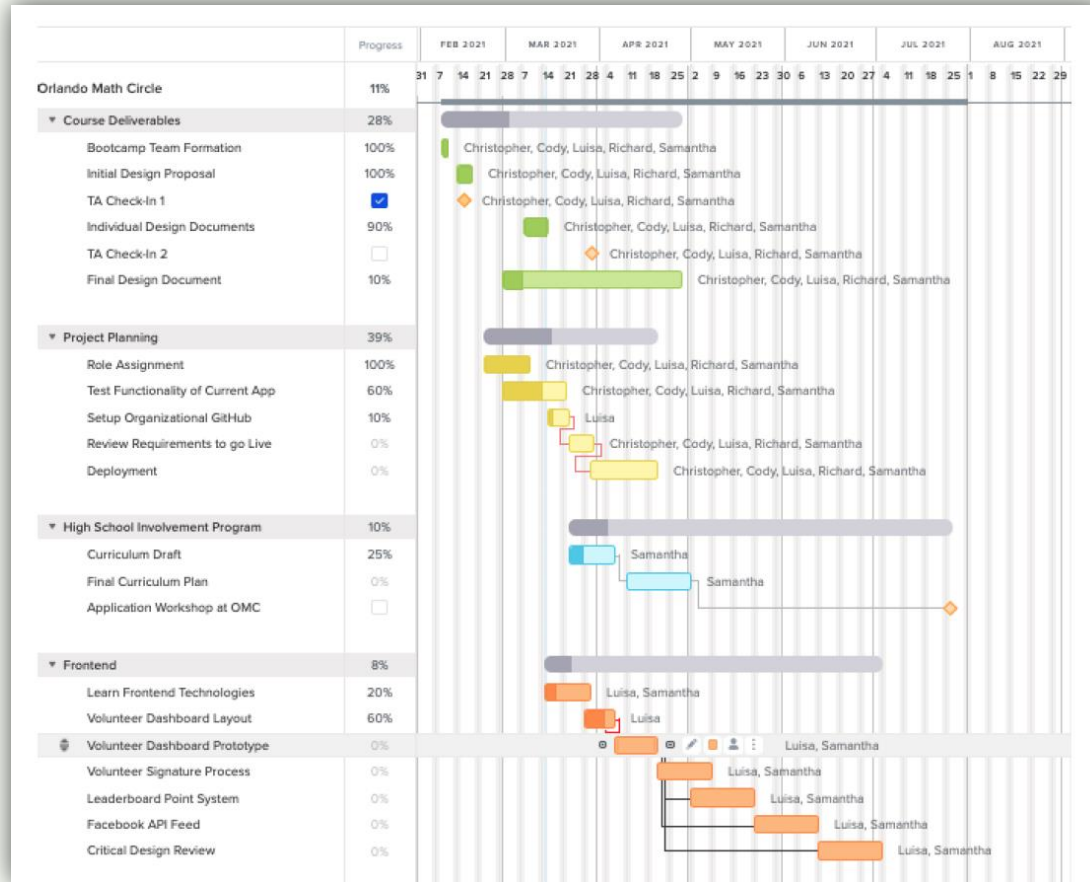 Progress FEB 2021 MAR 2021 APR 2021 MAY 2021 JUN 2021 JUL 2021 AUG 2021
31 7 14 21 28 7 14 21 28 4 11 18 25 2 9 16 23 30 6 13 20 27 4 11 18 25 1 8 15 22 29
Orlando Math Circle 11%
Course Deliverables 28%
Bootcamp Team Formation 100% Christopher, Cody, Luisa, Richard, Samantha
Initial Design Proposal 100% Christopher, Cody, Luisa, Richard, Samantha
TA Check-In 1 Christopher, Cody, Luisa, Richard, Samantha
Individual Design Documents 90% Christopher, Cody, Luisa, Richard, Samantha
TA Check-In 2 Christopher, Cody, Luisa, Richard, Samantha
Final Design Document 10% Christopher, Cody, Luisa, Richard, Samantha
Project Planning 39%
Role Assignment 100% Christopher, Cody, Luisa, Richard, Samantha
Test Functionality of Current App 60% Christopher, Cody, Luisa, Richard, Samantha
Setup Organizational GitHub 10% Luisa
Review Requirements to go Live 0% Christopher, Cody, Luisa, Richard, Samantha
Deployment 0% Christopher, Cody, Luisa, Richard, Samantha
High School Involvement Program 10%
Curriculum Draft 25% Samantha
Final Curriculum Plan 0% Samantha
Application Workshop at OMC
Frontend 8%
Learn Frontend Technologies 20% Luisa, Samantha
Volunteer Dashboard Layout 60% Luisa
Volunteer Dashboard Prototype 0% Luisa, Samantha
Volunteer Signature Process 0% Luisa, Samantha
Leaderboard Point System 0% Luisa, Samantha
Facebook API Feed 0% Luisa, Samantha
Critical Design Review 0% Luisa, Samantha